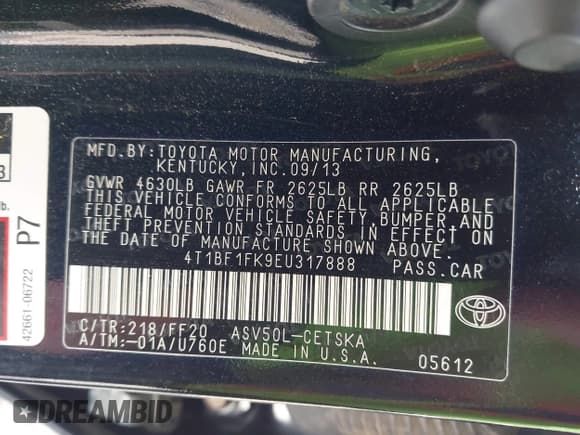 MFD.BY:TOYOTA MOTOR MANUFACTURING,
KENTUCKY,INC.09/13
GVWR 4630LB GAWR FR 2625LB RR 2625LB
THIS VEHICLE CONFORMS TO ALL APPLICABLE
FEDERAL MOTOR VEHICLE SAFETY,BUMPER AND
THEFT PREVENTION STANDARDS IN EFFECT ON
THE DATE OF MANUFACTURE SHOWN ABOVE.
4T1BF1FK9EU317888 PASS.CAR
C/TR:218/FF20 ASV50L-CETSKA
A/TM:-01A/U760E MADE IN U.S.A.
05612
P7
42661-06722
lb.
3
DREAMBID